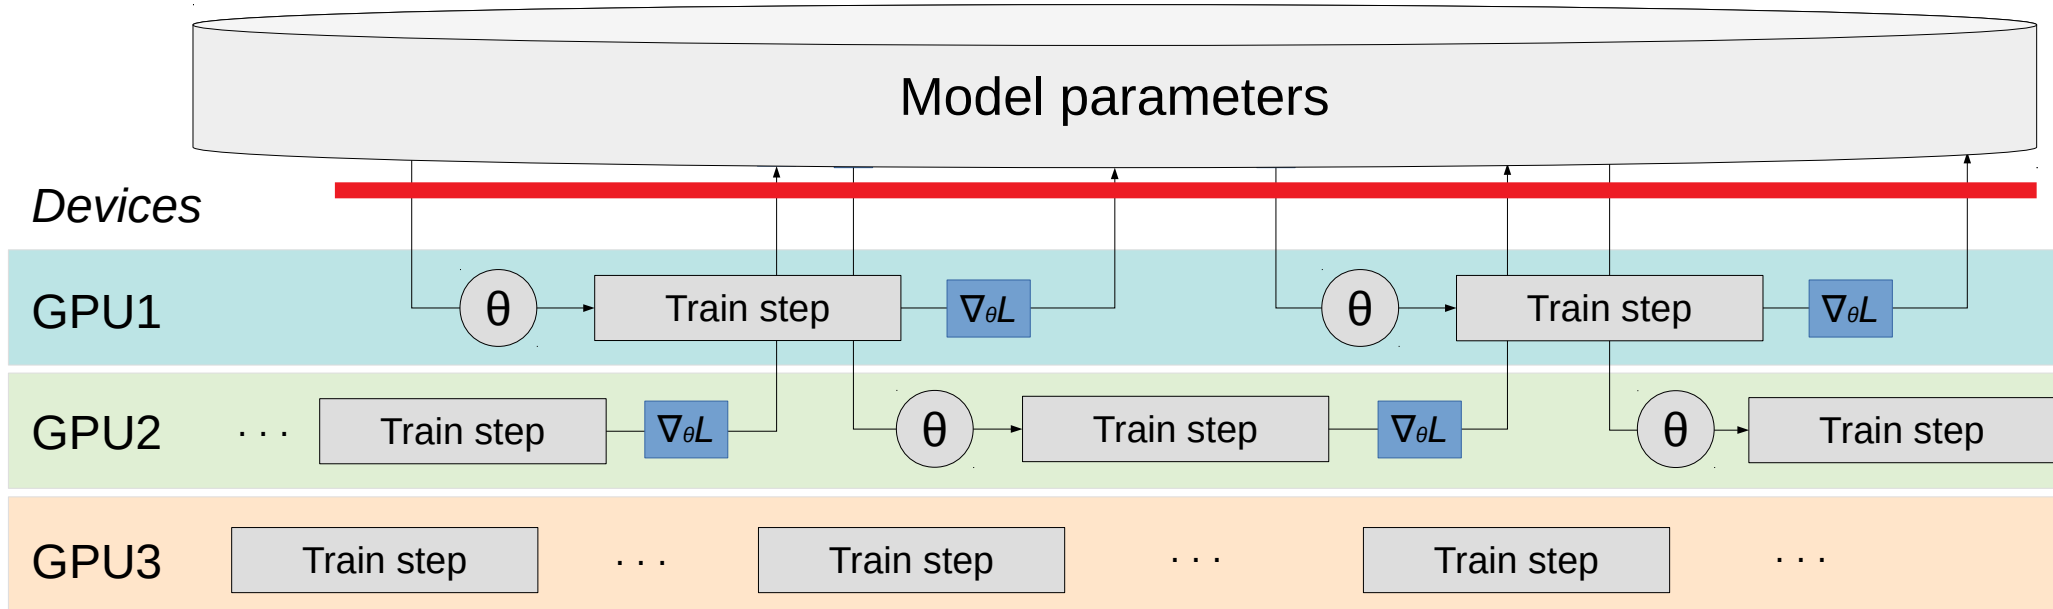 Model parameters
Devices
GPU1 θ Train step ∇θL θ Train step ∇θL
GPU2 . . . Train step ∇θL θ Train step ∇θL θ Train step
GPU3 Train step . . . Train step . . . Train step . . .